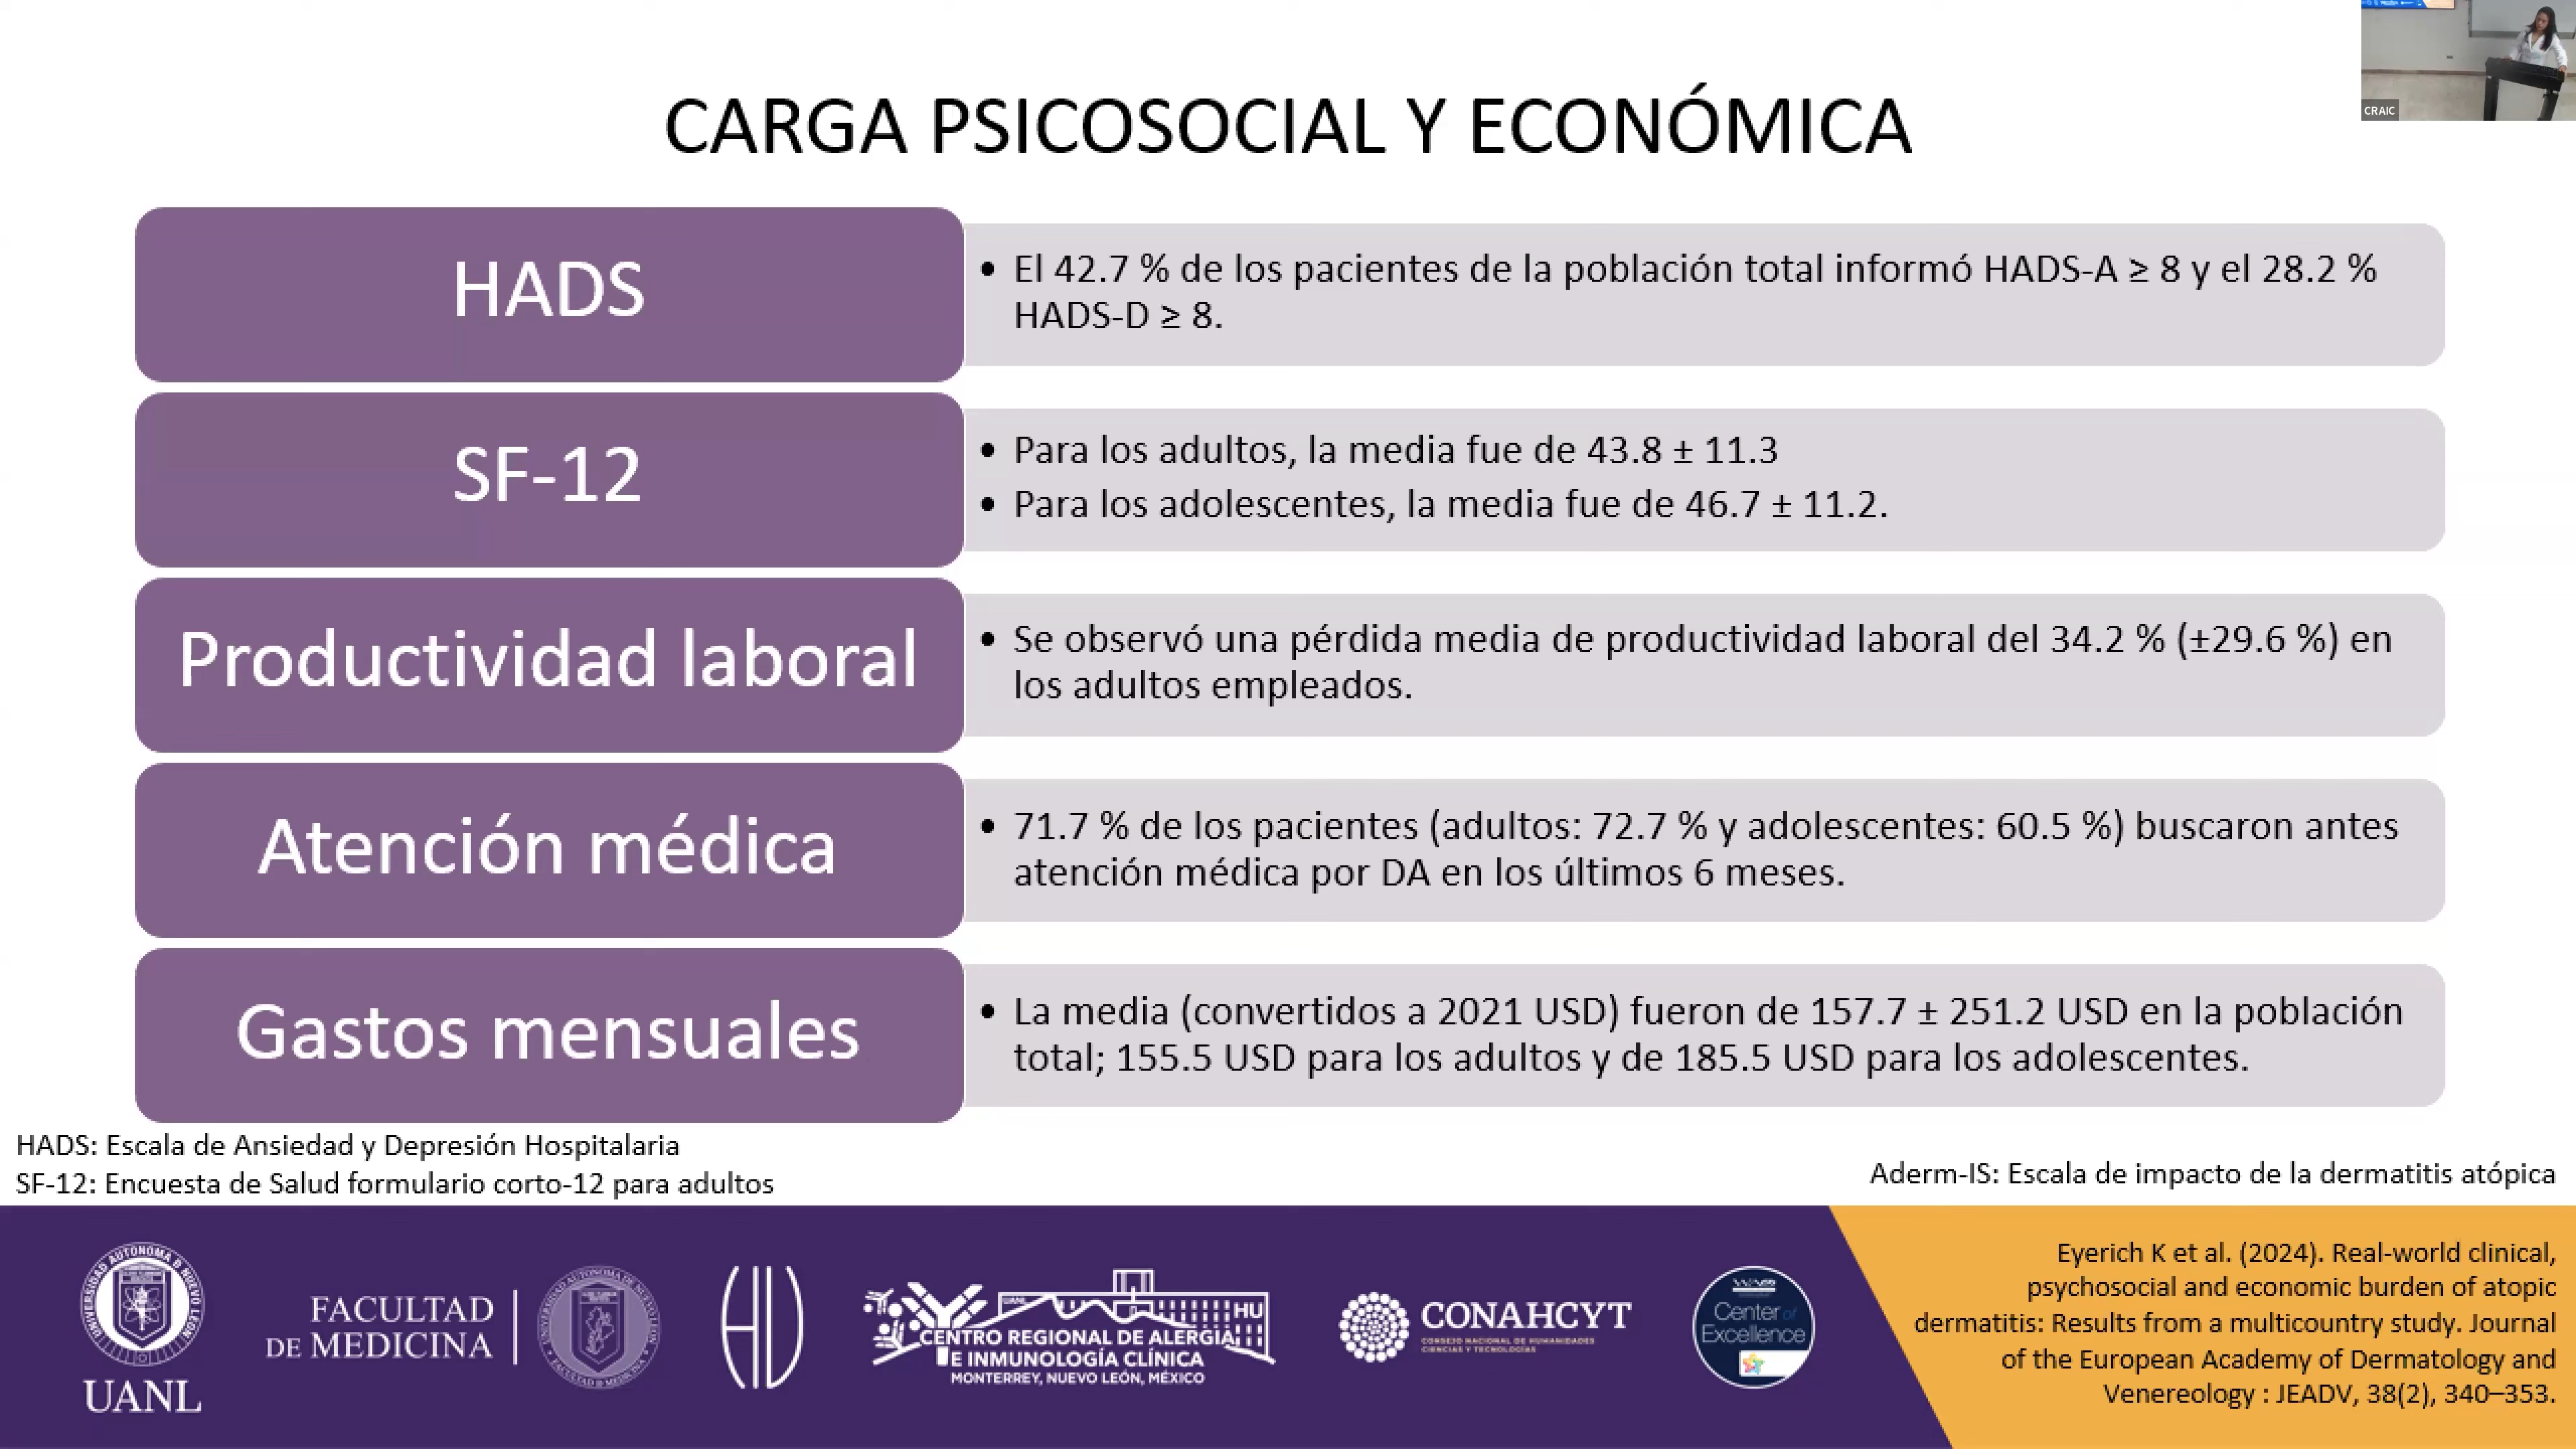 CRAIC
CARGA PSICOSOCIAL Y ECONÓMICA
HADS
• El 42.7 % de los pacientes de la población total informó HADS-A ≥ 8 y el 28.2 %
HADS-D ≥ 8.
SF-12
• Para los adultos, la media fue de 43.8 ± 11.3
• Para los adolescentes, la media fue de 46.7 ± 11.2.
Productividad laboral
• Se observó una pérdida media de productividad laboral del 34.2 % (±29.6 %) en
los adultos empleados.
Atención médica
• 71.7 % de los pacientes (adultos: 72.7 % y adolescentes: 60.5 %) buscaron antes
atención médica por DA en los últimos 6 meses.
Gastos mensuales
• La media (convertidos a 2021 USD) fueron de 157.7 ± 251.2 USD en la población
total; 155.5 USD para los adultos y de 185.5 USD para los adolescentes.
HADS: Escala de Ansiedad y Depresión Hospitalaria
SF-12: Encuesta de Salud formulario corto-12 para adultos
Aderm-IS: Escala de impacto de la dermatitis atópica
UANL
FACULTAD
DE MEDICINA
UANL
HU
CENTRO REGIONAL DE ALERGIA
E INMUNOLOGÍA CLÍNICA
MONTERREY, NUEVO LEÓN, MÉXICO
CONAHCYT
CONSEJO NACIONAL DE HUMANIDADES
CIENCIAS Y TECNOLOGÍAS
Center of
Excellence
Eyerich K et al. (2024). Real-world clinical,
psychosocial and economic burden of atopic
dermatitis: Results from a multicountry study. Journal
of the European Academy of Dermatology and
Venereology : JEADV, 38(2), 340–353.